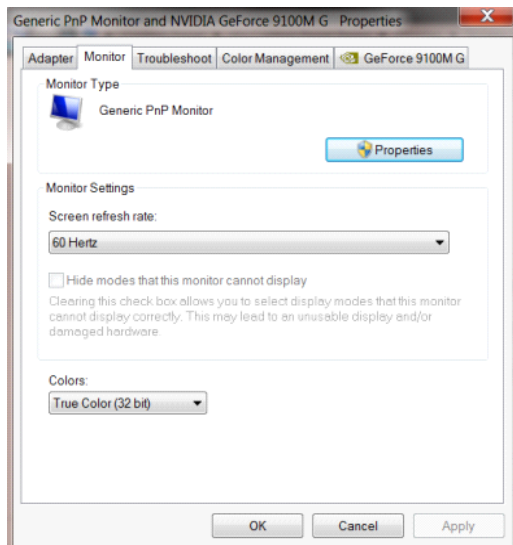 Generic PnP Monitor and NVIDIA GeForce 9100M G Properties
X
Adapter Monitor Troubleshoot Color Management GeForce 9100M G
Monitor Type
Generic PnP Monitor
Properties
Monitor Settings
Screen refresh rate:
60 Hertz
Hide modes that this monitor cannot display
Clearing this check box allows you to select display modes that this monitor
cannot display correctly. This may lead to an unusable display and/or
damaged hardware.
Colors:
True Color (32 bit)
OK Cancel Apply